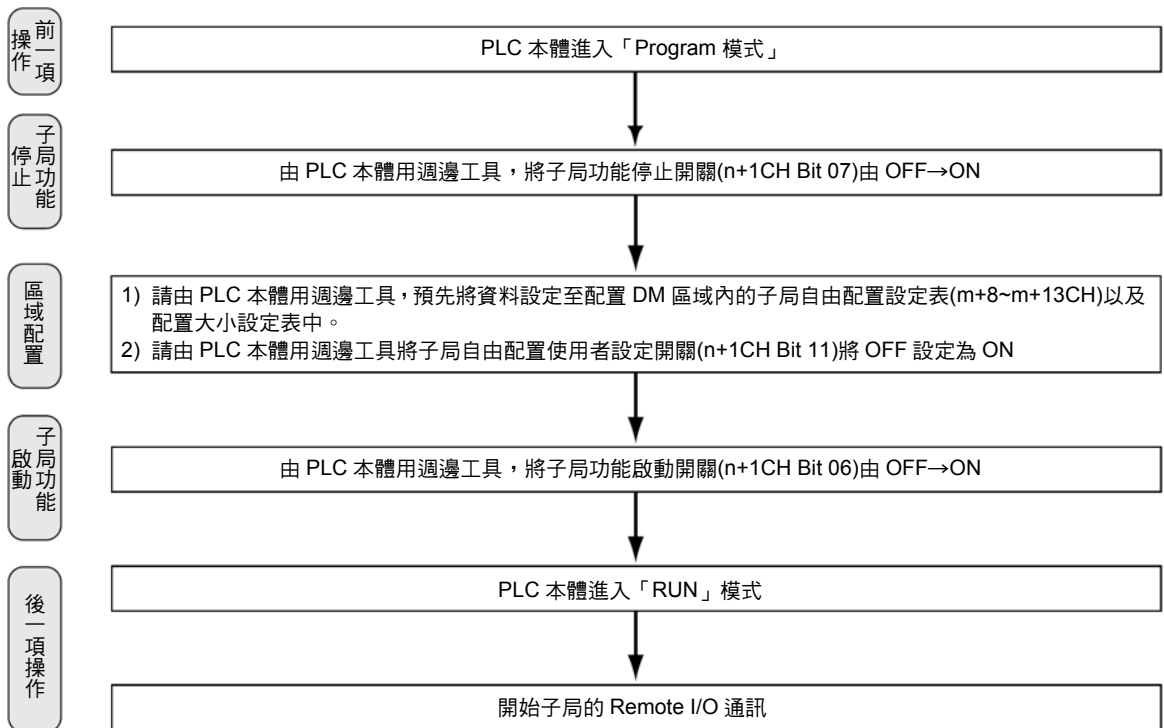 前一項操作
PLC 本體進入「Program 模式」
子局功能停止
由 PLC 本體用週邊工具，將子局功能停止開關(n+1CH Bit 07)由 OFF→ON
區域配置
1) 請由 PLC 本體用週邊工具，預先將資料設定至配置 DM 區域內的子局自由配置設定表(m+8~m+13CH)以及
配置大小設定表中。
2) 請由 PLC 本體用週邊工具將子局自由配置使用者設定開關(n+1CH Bit 11)將 OFF 設定為 ON
子局功能啟動
由 PLC 本體用週邊工具，將子局功能啟動開關(n+1CH Bit 06)由 OFF→ON
後一項操作
PLC 本體進入「RUN」模式
開始子局的 Remote I/O 通訊